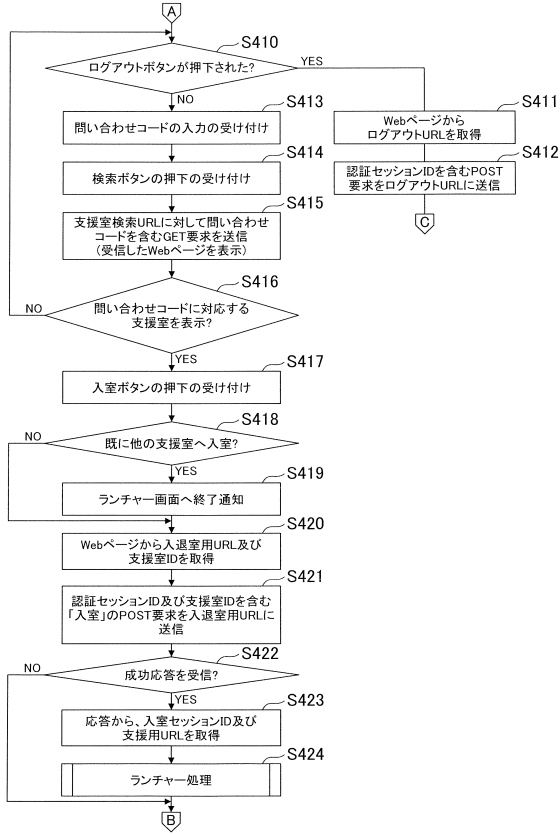 A
S410
ログアウトボタンが押下された?
YES
NO
S411
Webページから
ログアウトURLを取得
S412
認証セッションIDを含むPOST
要求をログアウトURLに送信
C
S413
問い合わせコードの入力の受け付け
S414
検索ボタンの押下の受け付け
S415
支援室検索URLに対して問い合わせ
コードを含むGET要求を送信
(受信したWebページを表示)
S416
問い合わせコードに対応する
支援室を表示?
NO
YES
S417
入室ボタンの押下の受け付け
S418
既に他の支援室へ入室?
NO
YES
S419
ランチャー画面へ終了通知
S420
Webページから入退室用URL及び
支援室IDを取得
S421
認証セッションID及び支援室IDを含む
「入室」のPOST要求を入退室用URLに
送信
S422
成功応答を受信?
NO
YES
S423
応答から、入室セッションID及び
支援用URLを取得
S424
ランチャー処理
B